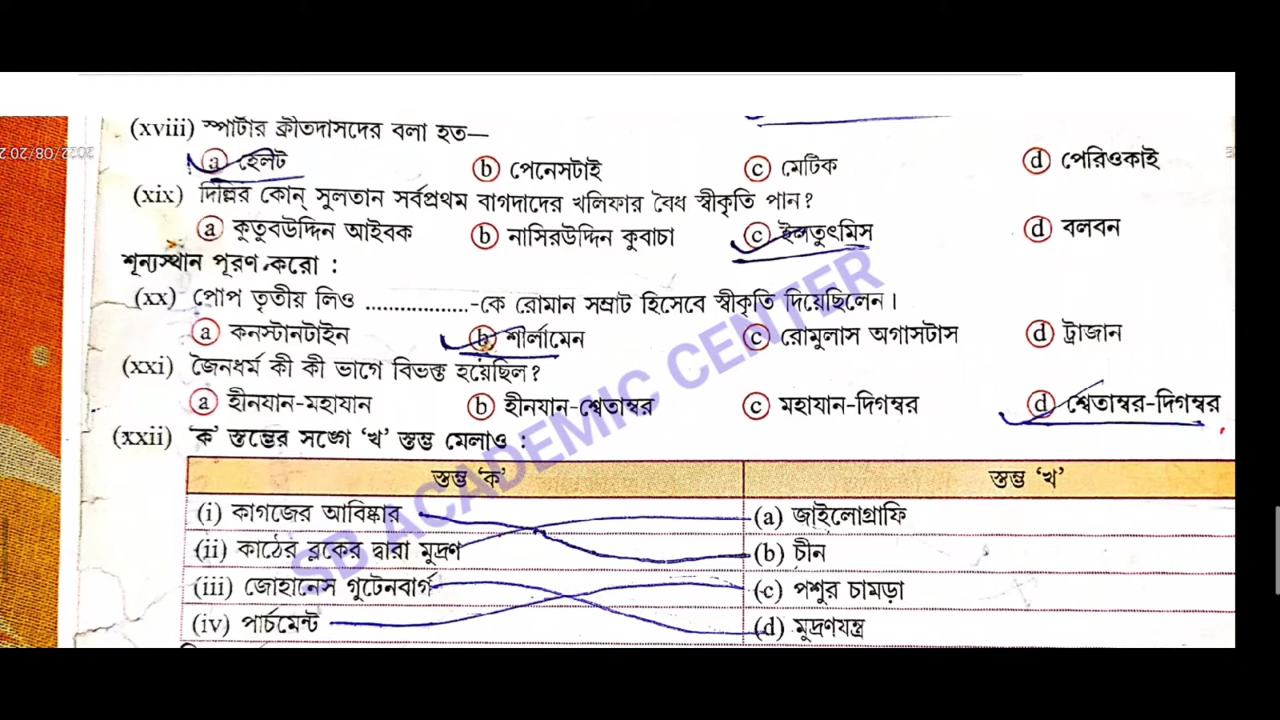 (xviii) স্পার্টার ক্রীতদাসদের বলা হত—
a হেলট b পেনেসটাই c মেটিক d পেরিওকাই
(xix) দিল্লির কোন্ সুলতান সর্বপ্রথম বাগদাদের খলিফার বৈধ স্বীকৃতি পান?
a কুতুবউদ্দিন আইবক b নাসিরউদ্দিন কুবাচা c ইলতুৎমিস d বলবন
শূন্যস্থান পূরণ করো :
(xx) পোপ তৃতীয় লিও ..................-কে রোমান সম্রাট হিসেবে স্বীকৃতি দিয়েছিলেন।
a কনস্টানটাইন b শার্লামেন c রোমুলাস অগাসটাস d ট্রাজান
(xxi) জৈনধর্ম কী কী ভাগে বিভক্ত হয়েছিল?
a হীনযান-মহাযান b হীনযান-শ্বেতাম্বর c মহাযান-দিগম্বর d শ্বেতাম্বর-দিগম্বর
(xxii) 'ক' স্তম্ভের সঙ্গে 'খ' স্তম্ভ মেলাও :
স্তম্ভ 'ক' স্তম্ভ 'খ'
(i) কাগজের আবিষ্কার (a) জাইলোগ্রাফি
(ii) কাঠের ব্লকের দ্বারা মুদ্রণ (b) চীন
(iii) জোহানেস গুটেনবার্গ (c) পশুর চামড়া
(iv) পার্চমেন্ট (d) মুদ্রণযন্ত্র
SB ACADEMIC CENTER